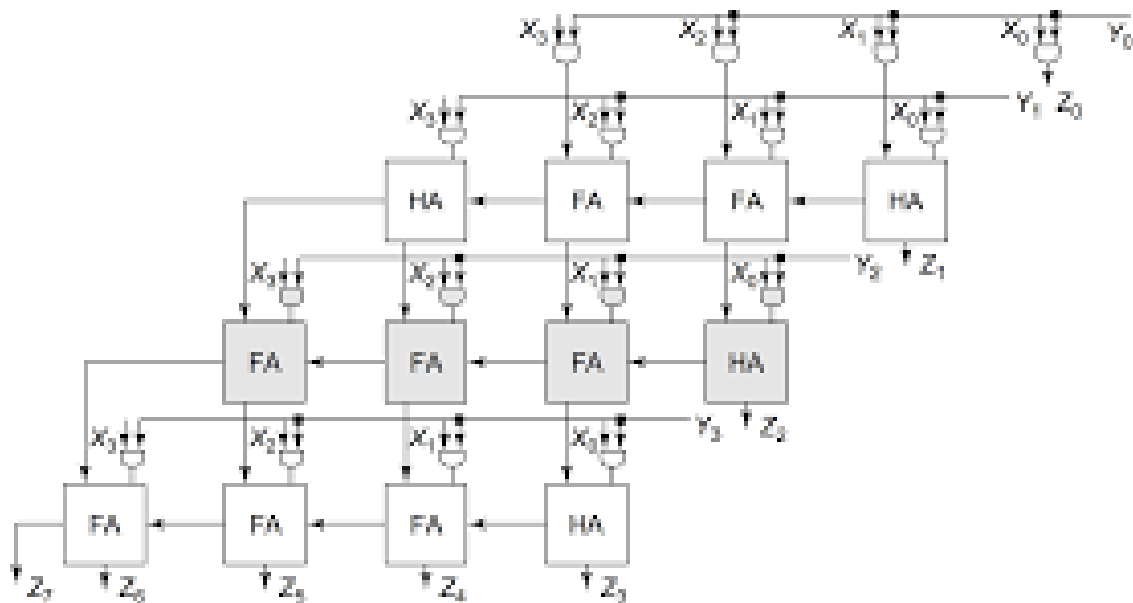 X3 X2 X1 X0 Y0
X3 X2 X1 X0 Y1 Z0
HA FA FA HA
X3 X2 X1 X0 Y2 Z1
FA FA FA HA
X3 X2 X1 X0 Y3 Z2
FA FA FA HA
Z7 Z6 Z5 Z4 Z3